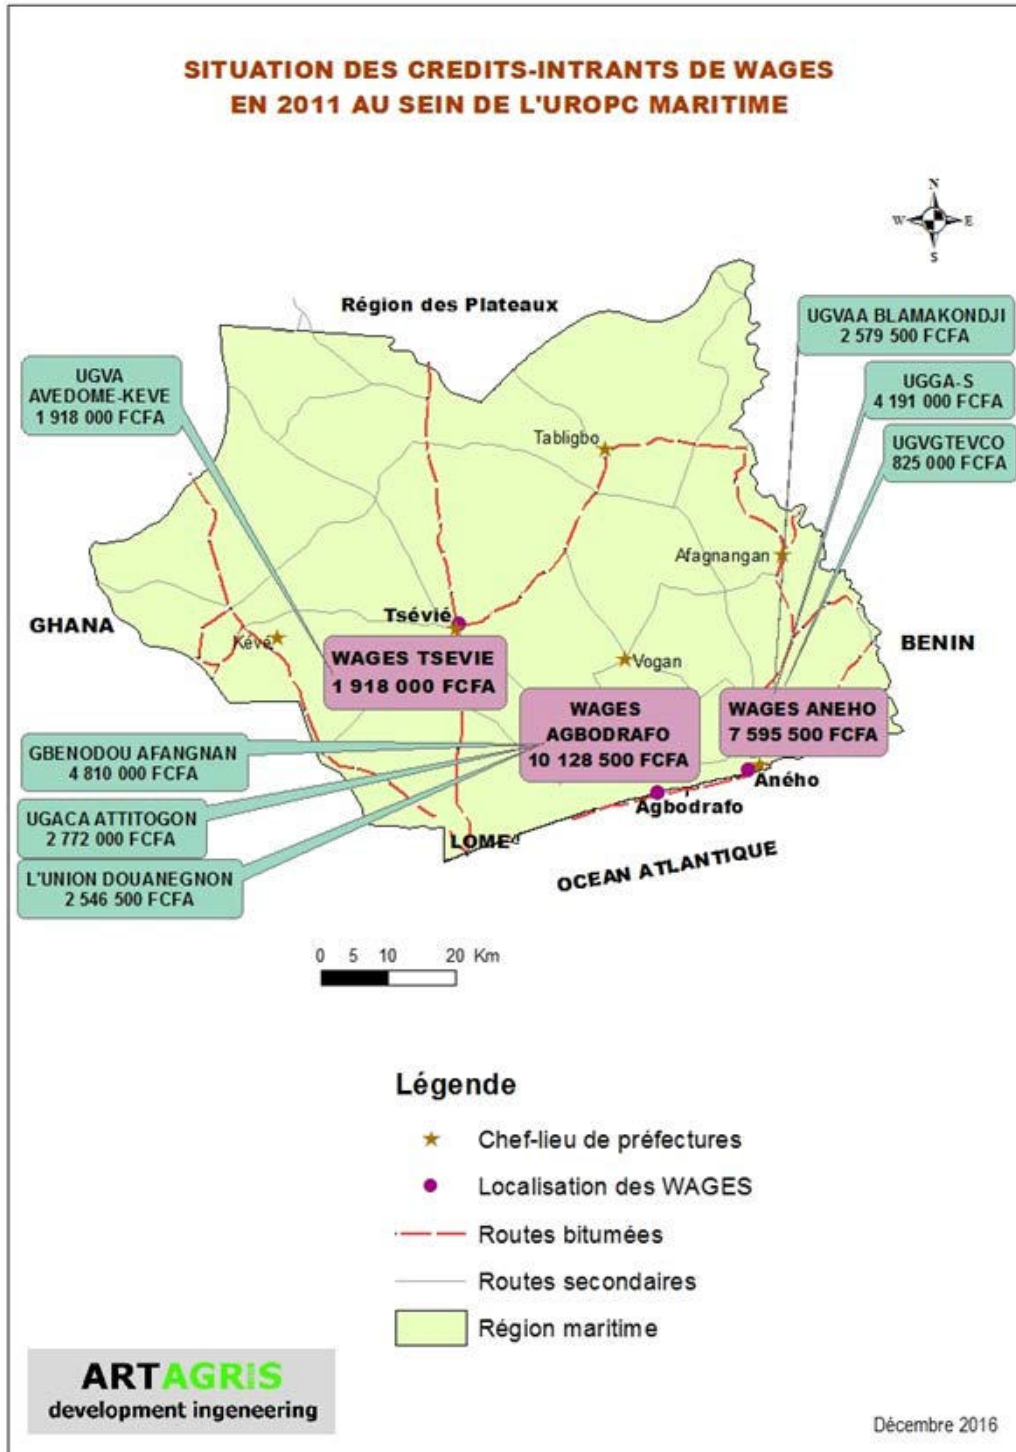 SITUATION DES CREDITS-INTRANTS DE WAGES
EN 2011 AU SEIN DE L'UROPC MARITIME
N
W
E
S
Région des Plateaux
UGVAA BLAMAKONDJI
2 579 500 FCFA
UGVA
AVEDOME-KEVE
1 918 000 FCFA
UGGA-S
4 191 000 FCFA
UGVGTEVCO
825 000 FCFA
Tabligbo
Afagnangan
GHANA
Tsévié
Kévé
BENIN
WAGES TSEVIE
1 918 000 FCFA
Vogan
WAGES
AGBODRAFO
10 128 500 FCFA
WAGES ANEHO
7 595 500 FCFA
GBENODOU AFANGNAN
4 810 000 FCFA
Aného
Agbodrafo
UGACA ATTITOGON
2 772 000 FCFA
LOME
L'UNION DOUANEGNON
2 546 500 FCFA
OCEAN ATLANTIQUE
0 5 10 20 Km
Légende
Chef-lieu de préfectures
Localisation des WAGES
Routes bitumées
Routes secondaires
Région maritime
ARTAGRIS
development ingeneering
Décembre 2016